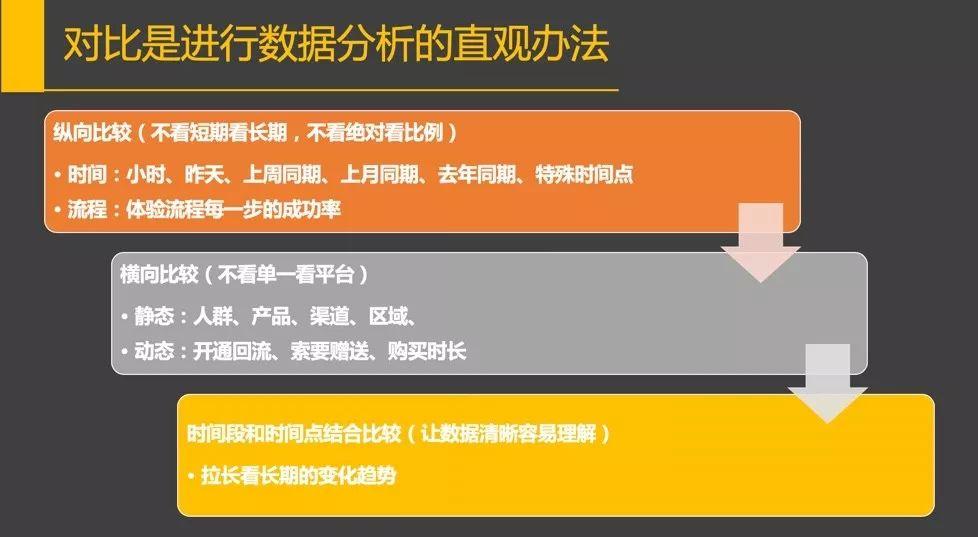 对比是进行数据分析的直观办法
纵向比较（不看短期看长期，不看绝对看比例）
• 时间：小时、昨天、上周同期、上月同期、去年同期、特殊时间点
• 流程：体验流程每一步的成功率
横向比较（不看单一看平台）
• 静态：人群、产品、渠道、区域、
• 动态：开通回流、索要赠送、购买时长
时间段和时间点结合比较（让数据清晰容易理解）
• 拉长看长期的变化趋势